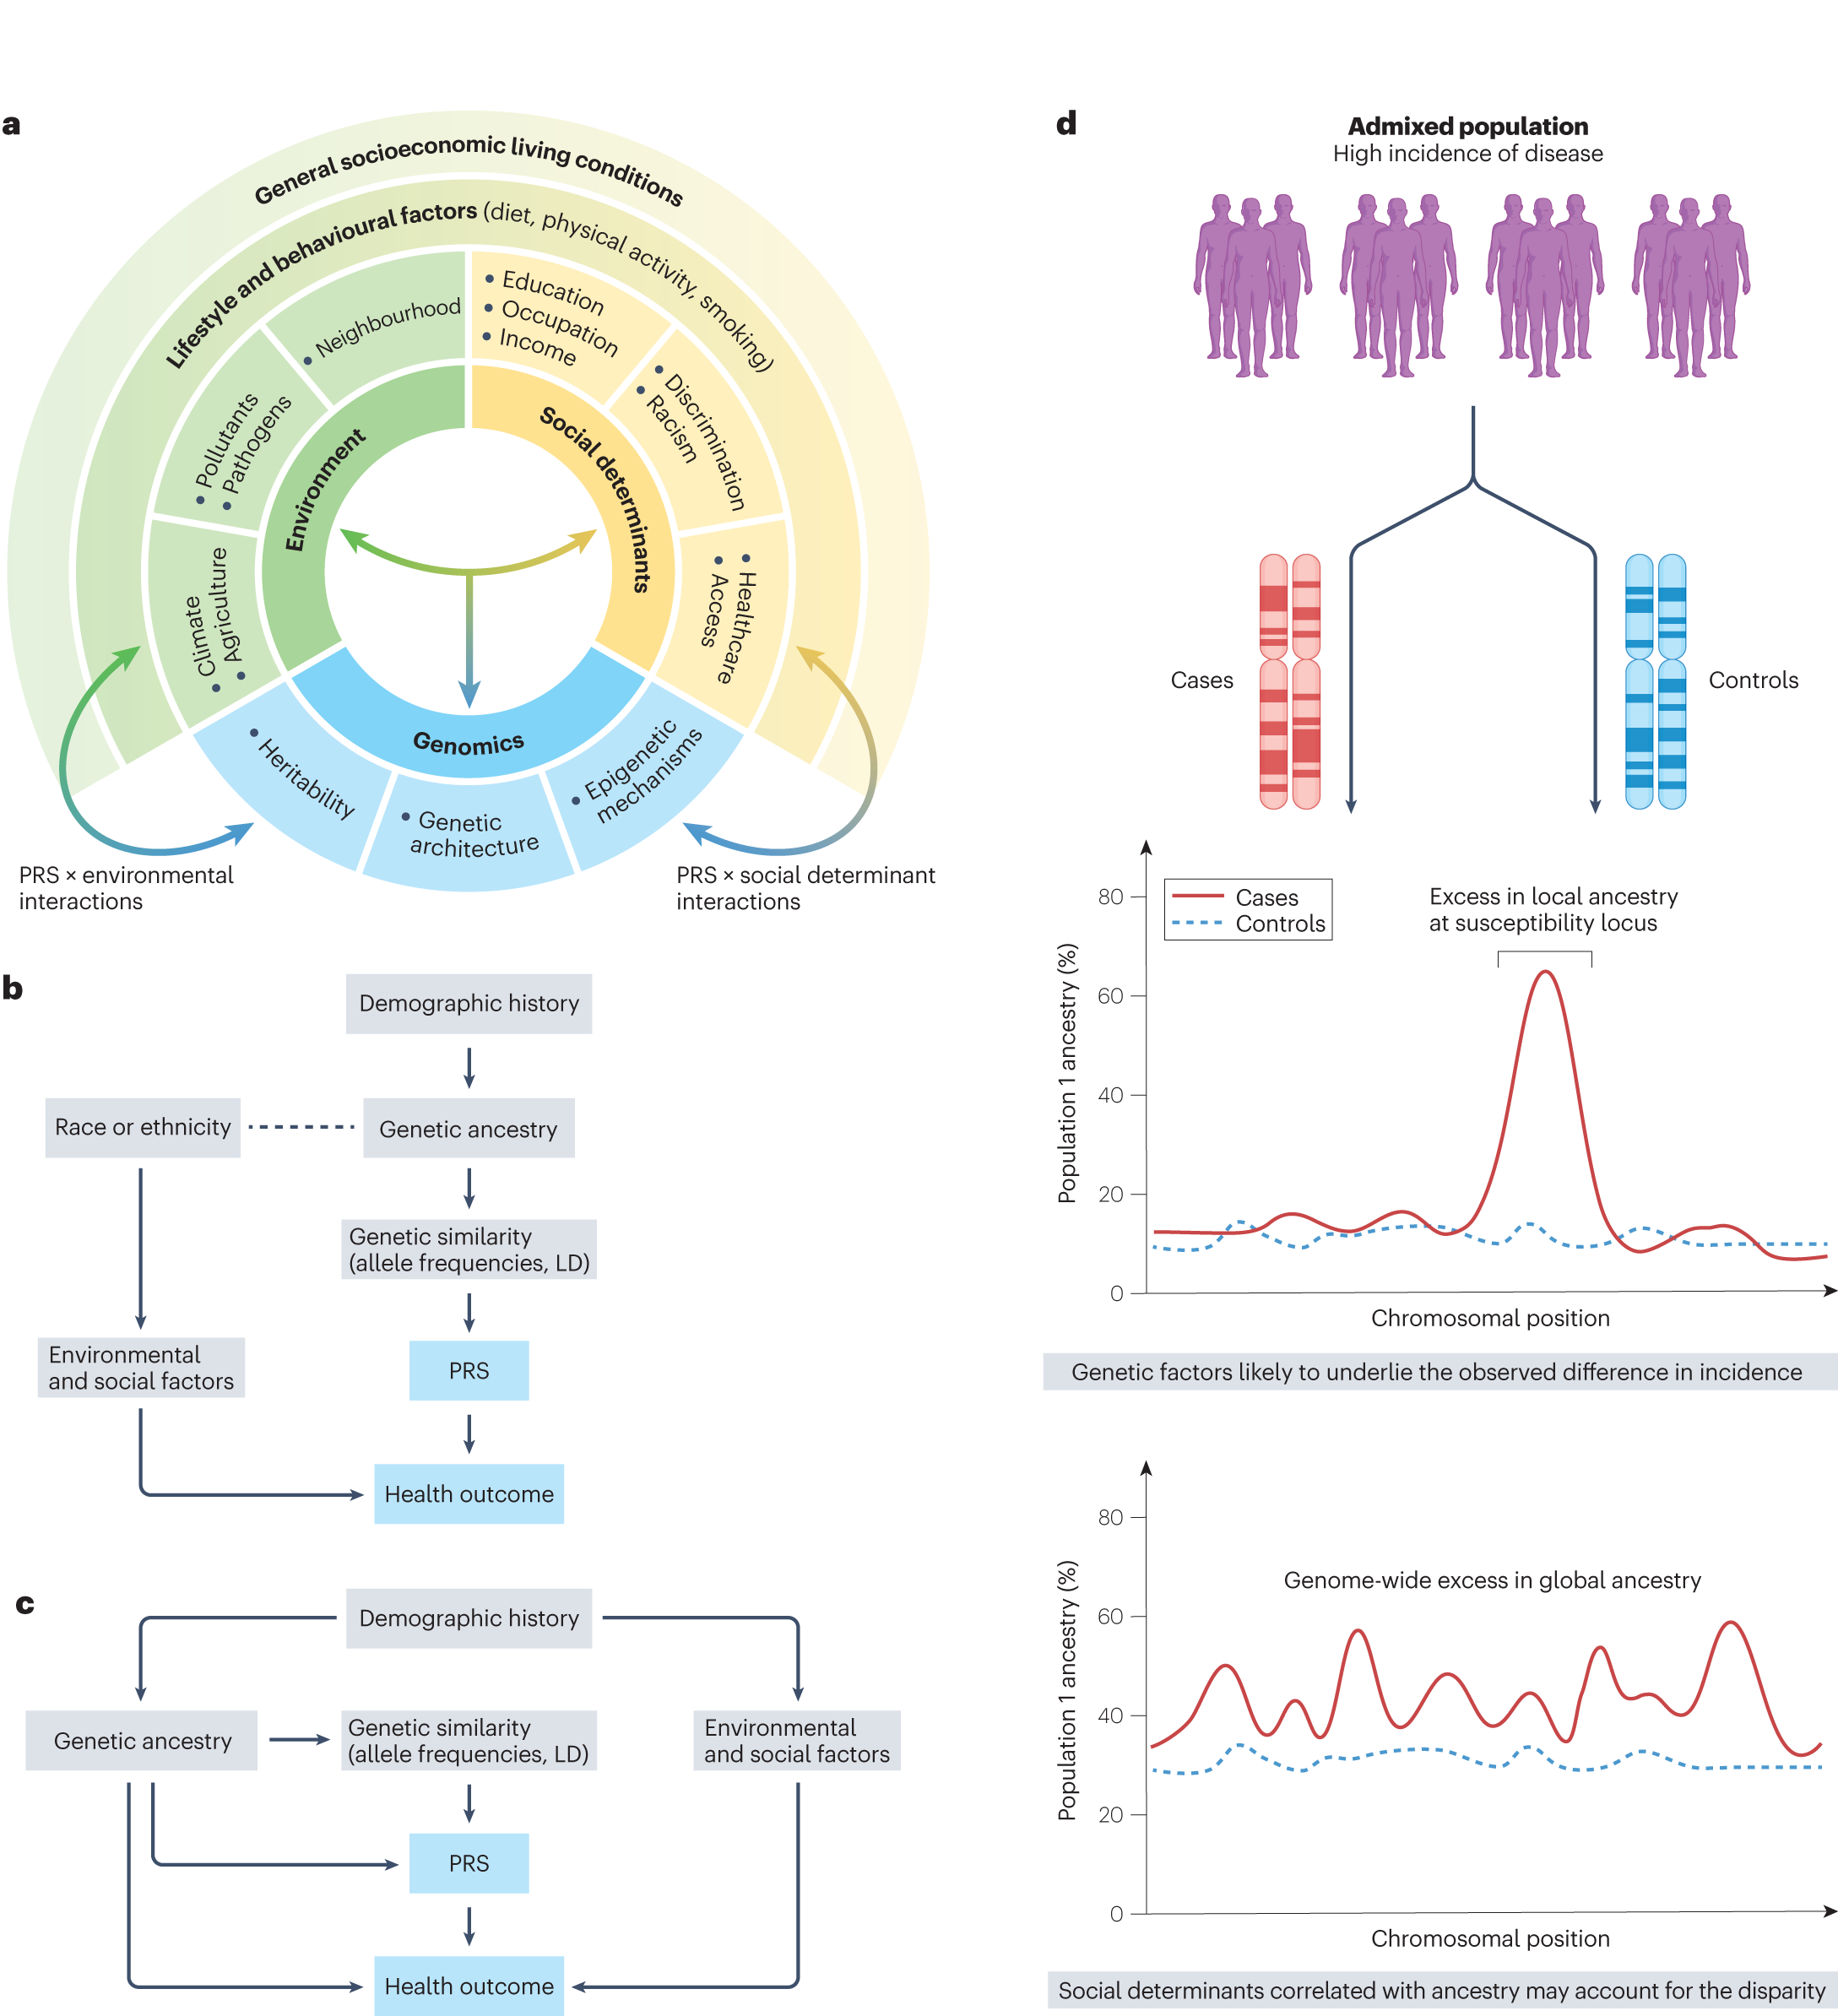 a
General socioeconomic living conditions
Lifestyle and behavioural factors (diet, physical activity, smoking)
• Neighbourhood
• Education
• Occupation
• Income
• Pollutants
• Pathogens
• Discrimination
• Racism
Environment
Social determinants
• Climate
• Agriculture
• Healthcare
• Access
Genomics
• Heritability
• Genetic
architecture
• Epigenetic
mechanisms
PRS × environmental
interactions
PRS × social determinant
interactions
b
Demographic history
Race or ethnicity
Genetic ancestry
Genetic similarity
(allele frequencies, LD)
Environmental
and social factors
PRS
Health outcome
c
Demographic history
Genetic ancestry
Genetic similarity
(allele frequencies, LD)
Environmental
and social factors
PRS
Health outcome
d
Admixed population
High incidence of disease
Cases
Controls
Population 1 ancestry (%)
80
60
40
20
0
Cases
Controls
Excess in local ancestry
at susceptibility locus
Chromosomal position
Genetic factors likely to underlie the observed difference in incidence
Population 1 ancestry (%)
80
60
40
20
0
Genome-wide excess in global ancestry
Chromosomal position
Social determinants correlated with ancestry may account for the disparity